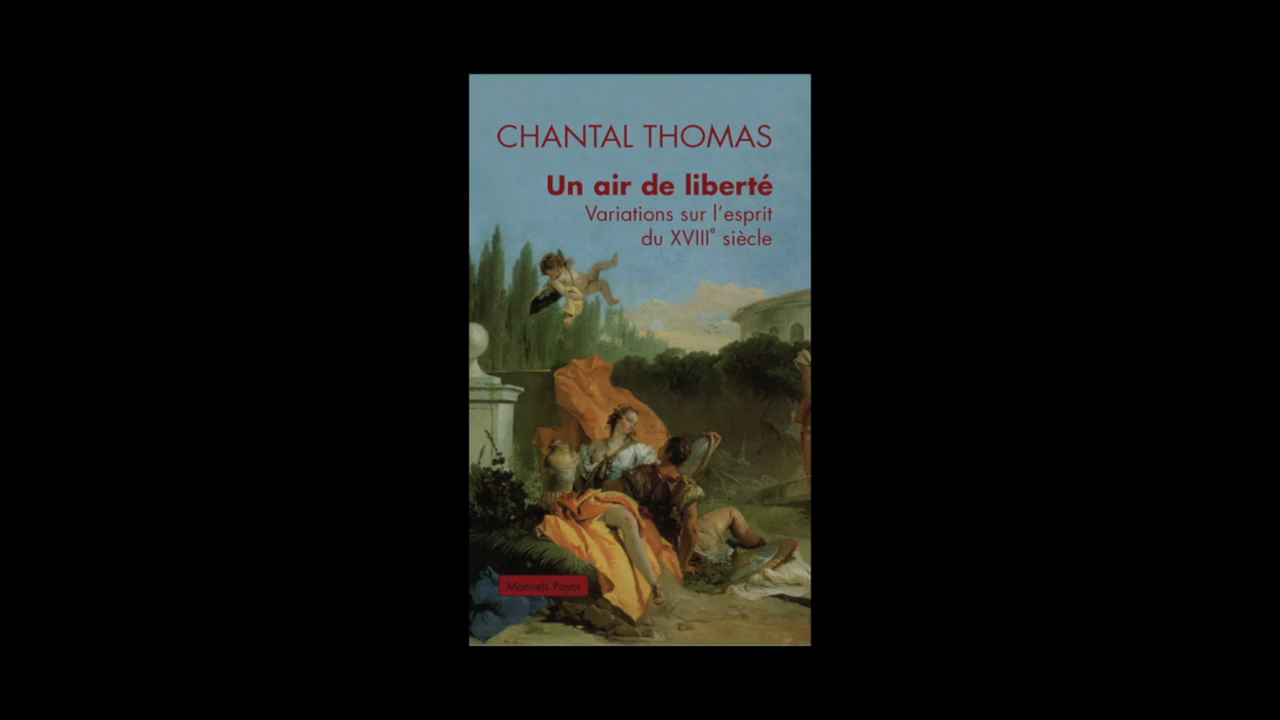 CHANTAL THOMAS
Un air de liberté
Variations sur l'esprit
du XVIIIᵉ siècle
Manuels Payot